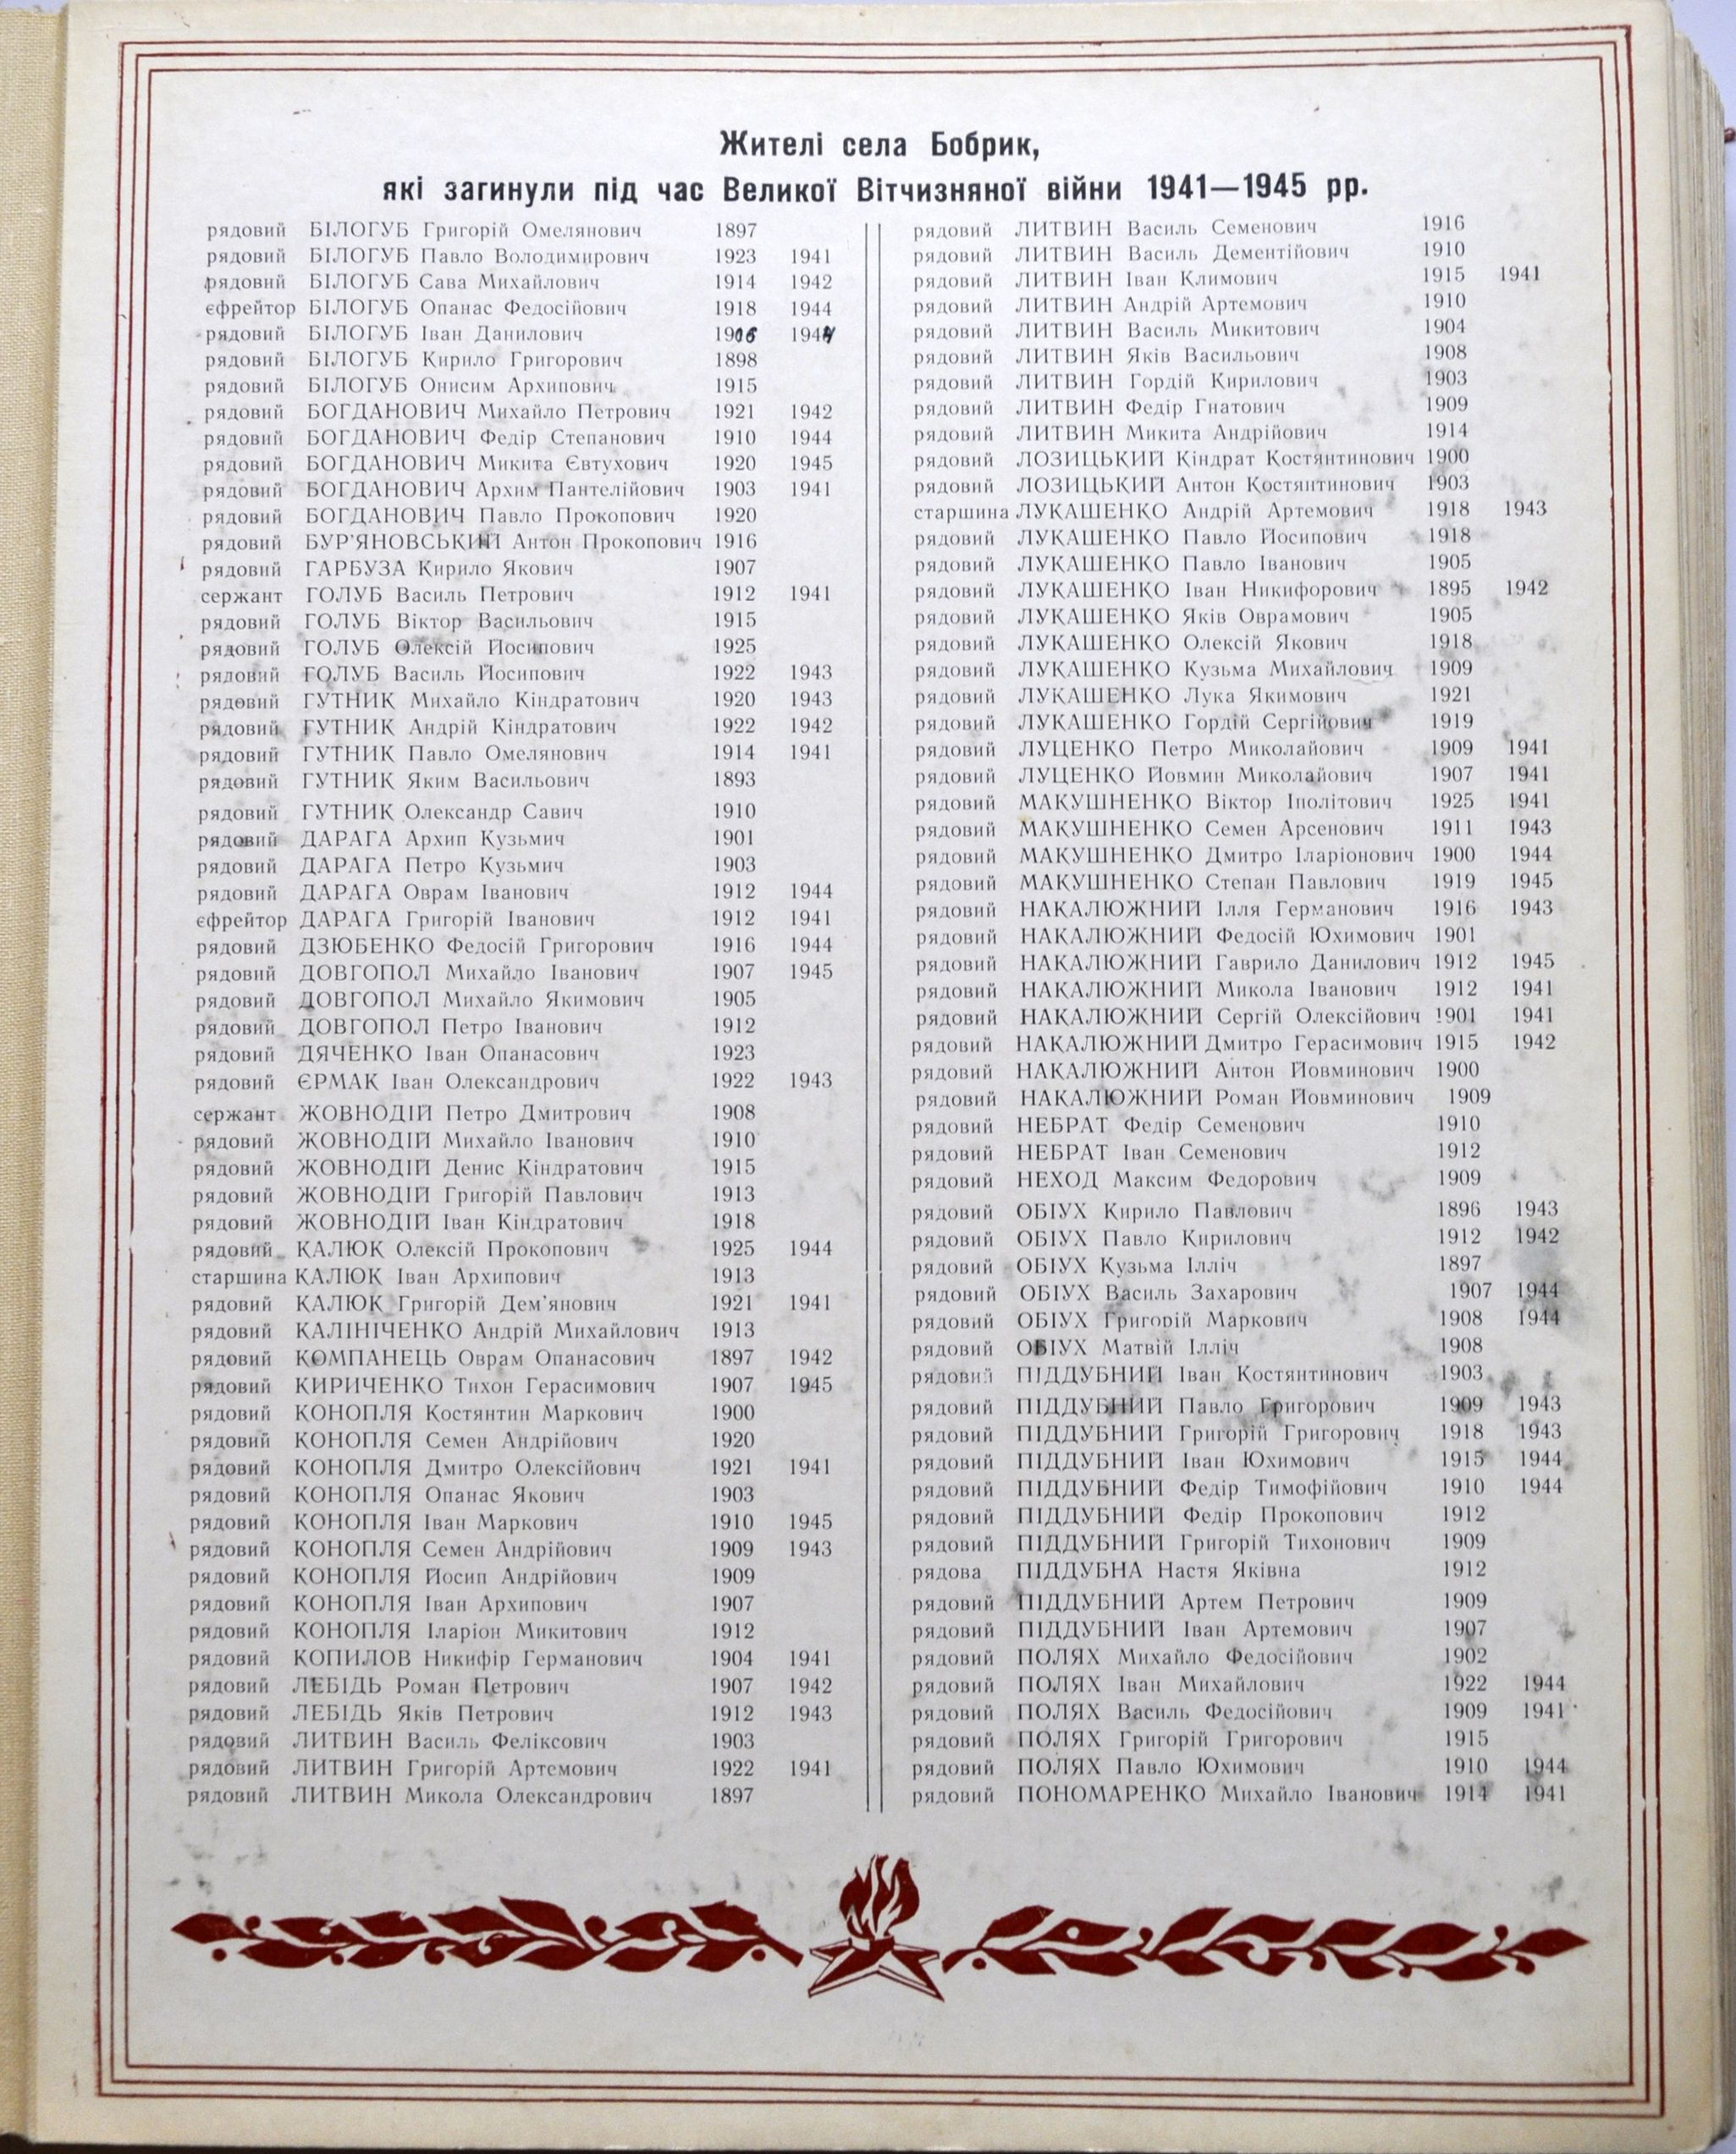 Жителі села Бобрик,
які загинули під час Великої Вітчизняної війни 1941—1945 рр.
рядовий БІЛОГУБ Григорій Омелянович 1897
рядовий БІЛОГУБ Павло Володимирович 1923 1941
рядовий БІЛОГУБ Сава Михайлович 1914 1942
єфрейтор БІЛОГУБ Опанас Федосійович 1918 1944
рядовий БІЛОГУБ Іван Данилович 1906 1944
рядовий БІЛОГУБ Кирило Григорович 1898
рядовий БІЛОГУБ Онисим Архипович 1915
рядовий БОГДАНОВИЧ Михайло Петрович 1921 1942
рядовий БОГДАНОВИЧ Федір Степанович 1910 1944
рядовий БОГДАНОВИЧ Микита Євтухович 1920 1945
рядовий БОГДАНОВИЧ Архим Пантелійович 1903 1941
рядовий БОГДАНОВИЧ Павло Прокопович 1920
рядовий БУР’ЯНОВСЬКИЙ Антон Прокопович 1916
рядовий ГАРБУЗА Кирило Якович 1907
сержант ГОЛУБ Василь Петрович 1912 1941
рядовий ГОЛУБ Віктор Васильович 1915
рядовий ГОЛУБ Олексій Йосипович 1925
рядовий ГОЛУБ Василь Йосипович 1922 1943
рядовий ГУТНИК Михайло Кіндратович 1920 1943
рядовий ГУТНИК Андрій Кіндратович 1922 1942
рядовий ГУТНИК Павло Омелянович 1914 1941
рядовий ГУТНИК Яким Васильович 1893
рядовий ГУТНИК Олександр Савич 1910
рядовий ДАРАГА Архип Кузьмич 1901
рядовий ДАРАГА Петро Кузьмич 1903
рядовий ДАРАГА Оврам Іванович 1912 1944
єфрейтор ДАРАГА Григорій Іванович 1912 1941
рядовий ДЗЮБЕНКО Федосій Григорович 1916 1944
рядовий ДОВГОПОЛ Михайло Іванович 1907 1945
рядовий ДОВГОПОЛ Михайло Якимович 1905
рядовий ДОВГОПОЛ Петро Іванович 1912
рядовий ДЯЧЕНКО Іван Опанасович 1923
рядовий ЄРМАК Іван Олександрович 1922 1943
сержант ЖОВНОДІЙ Петро Дмитрович 1908
рядовий ЖОВНОДІЙ Михайло Іванович 1910
рядовий ЖОВНОДІЙ Денис Кіндратович 1915
рядовий ЖОВНОДІЙ Григорій Павлович 1913
рядовий ЖОВНОДІЙ Іван Кіндратович 1918
рядовий КАЛЮК Олексій Прокопович 1925 1944
старшина КАЛЮК Іван Архипович 1913
рядовий КАЛЮК Григорій Дем’янович 1921 1941
рядовий КАЛІНІЧЕНКО Андрій Михайлович 1913
рядовий КОМПАНЕЦЬ Оврам Опанасович 1897 1942
рядовий КИРИЧЕНКО Тихон Герасимович 1907 1945
рядовий КОНОПЛЯ Костянтин Маркович 1900
рядовий КОНОПЛЯ Семен Андрійович 1920
рядовий КОНОПЛЯ Дмитро Олексійович 1921 1941
рядовий КОНОПЛЯ Опанас Якович 1903
рядовий КОНОПЛЯ Іван Маркович 1910 1945
рядовий КОНОПЛЯ Семен Андрійович 1909 1943
рядовий КОНОПЛЯ Йосип Андрійович 1909
рядовий КОНОПЛЯ Іван Архипович 1907
рядовий КОНОПЛЯ Іларіон Микитович 1912
рядовий КОПИЛОВ Никифір Германович 1904 1941
рядовий ЛЕБІДЬ Роман Петрович 1907 1942
рядовий ЛЕБІДЬ Яків Петрович 1912 1943
рядовий ЛИТВИН Василь Феліксович 1903
рядовий ЛИТВИН Григорій Артемович 1922 1941
рядовий ЛИТВИН Микола Олександрович 1897
рядовий ЛИТВИН Василь Семенович 1916
рядовий ЛИТВИН Василь Дементійович 1910
рядовий ЛИТВИН Іван Климович 1915 1941
рядовий ЛИТВИН Андрій Артемович 1910
рядовий ЛИТВИН Василь Микитович 1904
рядовий ЛИТВИН Яків Васильович 1908
рядовий ЛИТВИН Гордій Кирилович 1903
рядовий ЛИТВИН Федір Гнатович 1909
рядовий ЛИТВИН Микита Андрійович 1914
рядовий ЛОЗИЦЬКИЙ Кіндрат Костянтинович 1900
рядовий ЛОЗИЦЬКИЙ Антон Костянтинович 1903
старшина ЛУКАШЕНКО Андрій Артемович 1918 1943
рядовий ЛУКАШЕНКО Павло Йосипович 1918
рядовий ЛУКАШЕНКО Павло Іванович 1905
рядовий ЛУКАШЕНКО Іван Никифорович 1895 1942
рядовий ЛУКАШЕНКО Яків Оврамович 1905
рядовий ЛУКАШЕНКО Олексій Якович 1918
рядовий ЛУКАШЕНКО Кузьма Михайлович 1909
рядовий ЛУКАШЕНКО Лука Якимович 1921
рядовий ЛУКАШЕНКО Гордій Сергійович 1919
рядовий ЛУЦЕНКО Петро Миколайович 1909 1941
рядовий ЛУЦЕНКО Йовмин Миколайович 1907 1941
рядовий МАКУШНЕНКО Віктор Іполітович 1925 1941
рядовий МАКУШНЕНКО Семен Арсенович 1911 1943
рядовий МАКУШНЕНКО Дмитро Іларіонович 1900 1944
рядовий МАКУШНЕНКО Степан Павлович 1919 1945
рядовий НАКАЛЮЖНИЙ Ілля Германович 1916 1943
рядовий НАКАЛЮЖНИЙ Федосій Юхимович 1901
рядовий НАКАЛЮЖНИЙ Гаврило Данилович 1912 1945
рядовий НАКАЛЮЖНИЙ Микола Іванович 1912 1941
рядовий НАКАЛЮЖНИЙ Сергій Олексійович 1901 1941
рядовий НАКАЛЮЖНИЙ Дмитро Герасимович 1915 1942
рядовий НАКАЛЮЖНИЙ Антон Йовминович 1900
рядовий НАКАЛЮЖНИЙ Роман Йовминович 1909
рядовий НЕБРАТ Федір Семенович 1910
рядовий НЕБРАТ Іван Семенович 1912
рядовий НЕХОД Максим Федорович 1909
рядовий ОБІУХ Кирило Павлович 1896 1943
рядовий ОБІУХ Павло Кирилович 1912 1942
рядовий ОБІУХ Кузьма Ілліч 1897
рядовий ОБІУХ Василь Захарович 1907 1944
рядовий ОБІУХ Григорій Маркович 1908 1944
рядовий ОБІУХ Матвій Ілліч 1908
рядовий ПІДДУБНИЙ Іван Костянтинович 1903
рядовий ПІДДУБНИЙ Павло Григорович 1909 1943
рядовий ПІДДУБНИЙ Григорій Григорович 1918 1943
рядовий ПІДДУБНИЙ Іван Юхимович 1915 1944
рядовий ПІДДУБНИЙ Федір Тимофійович 1910 1944
рядовий ПІДДУБНИЙ Федір Прокопович 1912
рядовий ПІДДУБНИЙ Григорій Тихонович 1909
рядова ПІДДУБНА Настя Яківна 1912
рядовий ПІДДУБНИЙ Артем Петрович 1909
рядовий ПІДДУБНИЙ Іван Артемович 1907
рядовий ПОЛЯХ Михайло Федосійович 1902
рядовий ПОЛЯХ Іван Михайлович 1922 1944
рядовий ПОЛЯХ Василь Федосійович 1909 1941
рядовий ПОЛЯХ Григорій Григорович 1915
рядовий ПОЛЯХ Павло Юхимович 1910 1944
рядовий ПОНОМАРЕНКО Михайло Іванович 1914 1941